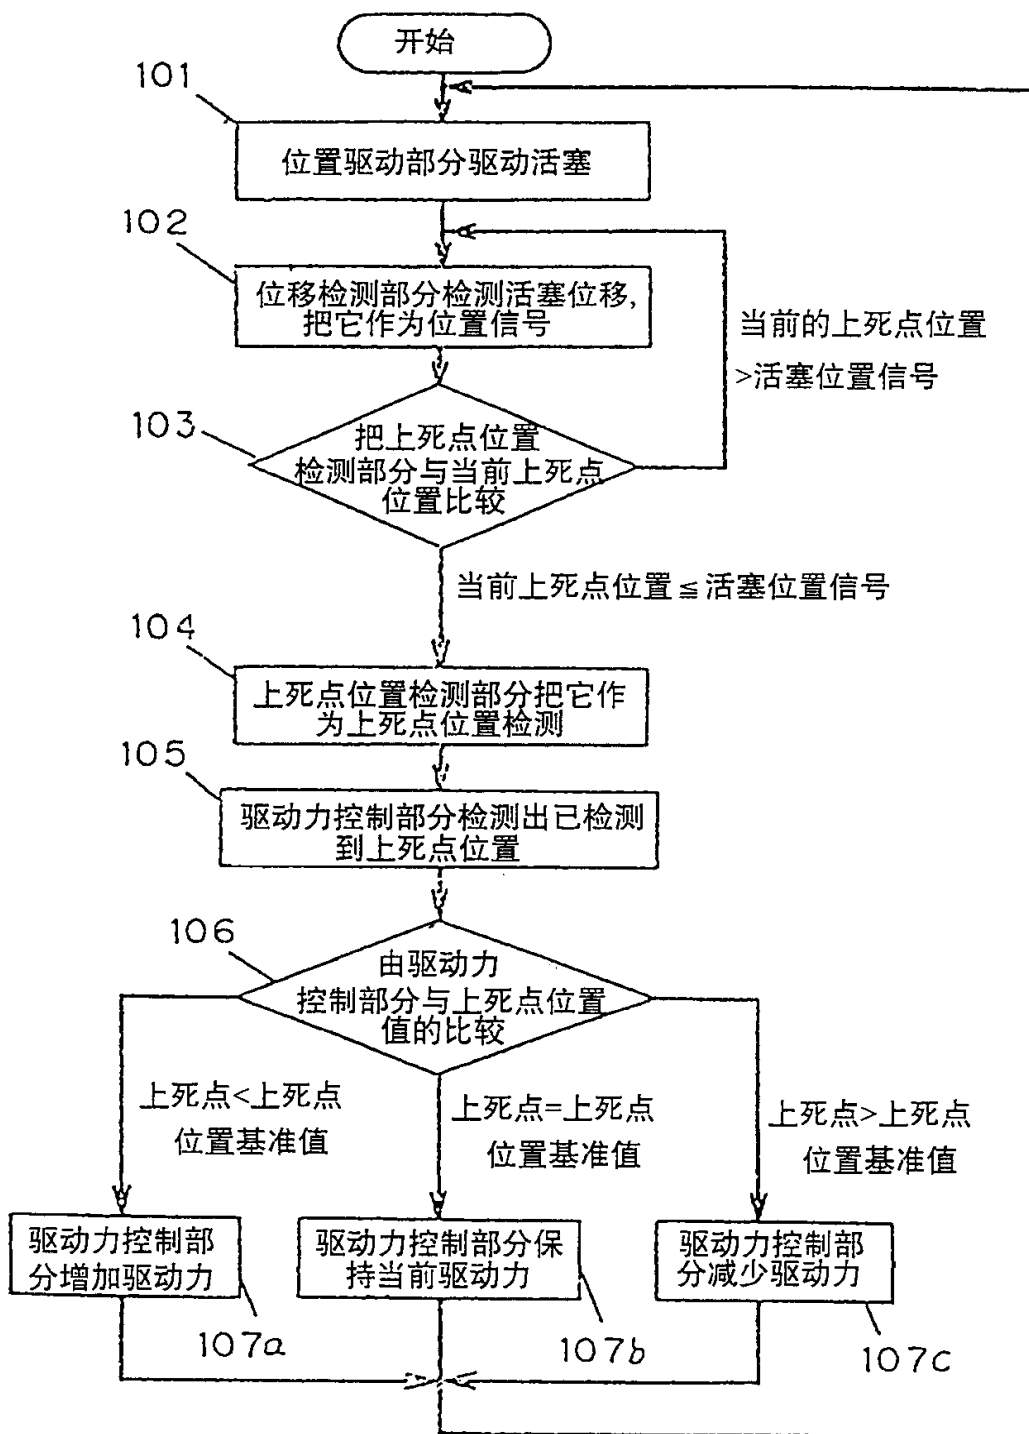 开始
101
位置驱动部分驱动活塞
102
位移检测部分检测活塞位移,
把它作为位置信号
当前的上死点位置
>活塞位置信号
103
把上死点位置
检测部分与当前上死点
位置比较
当前上死点位置≦活塞位置信号
104
上死点位置检测部分把它作
为上死点位置检测
105
驱动力控制部分检测出已检测
到上死点位置
106
由驱动力
控制部分与上死点位置
值的比较
上死点<上死点
位置基准值
上死点=上死点
位置基准值
上死点>上死点
位置基准值
驱动力控制部
分增加驱动力
驱动力控制部分保
持当前驱动力
驱动力控制部
分减少驱动力
107a
107b
107c